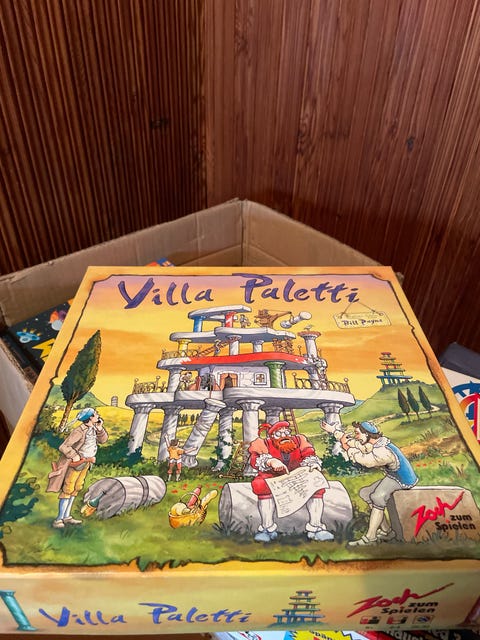 Villa Paletti
Bill Payne
Zoch zum
Spielen
Villa Paletti
Zoch zum
Spielen